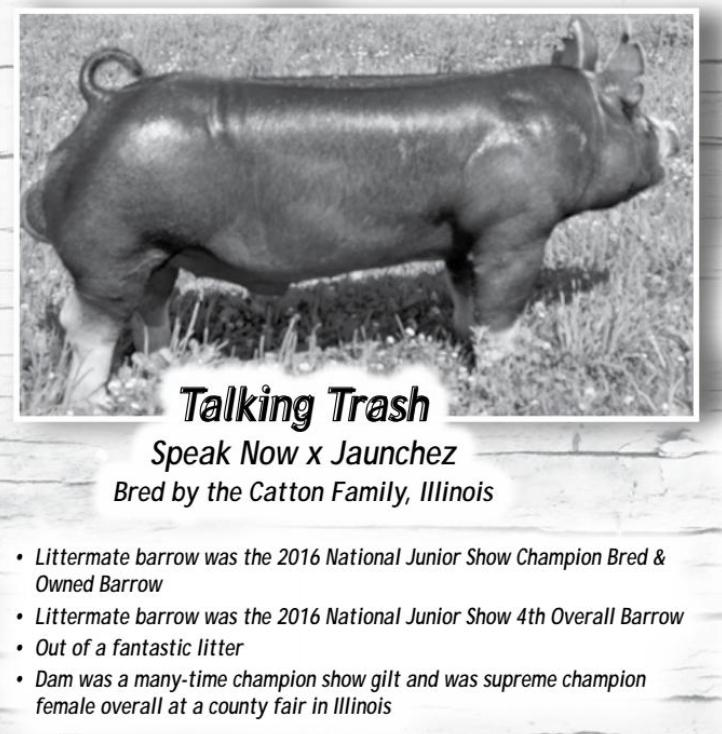 Talking Trash
Speak Now x Jaunchez
Bred by the Catton Family, Illinois
• Littermate barrow was the 2016 National Junior Show Champion Bred &
Owned Barrow
• Littermate barrow was the 2016 National Junior Show 4th Overall Barrow
• Out of a fantastic litter
• Dam was a many-time champion show gilt and was supreme champion
female overall at a county fair in Illinois